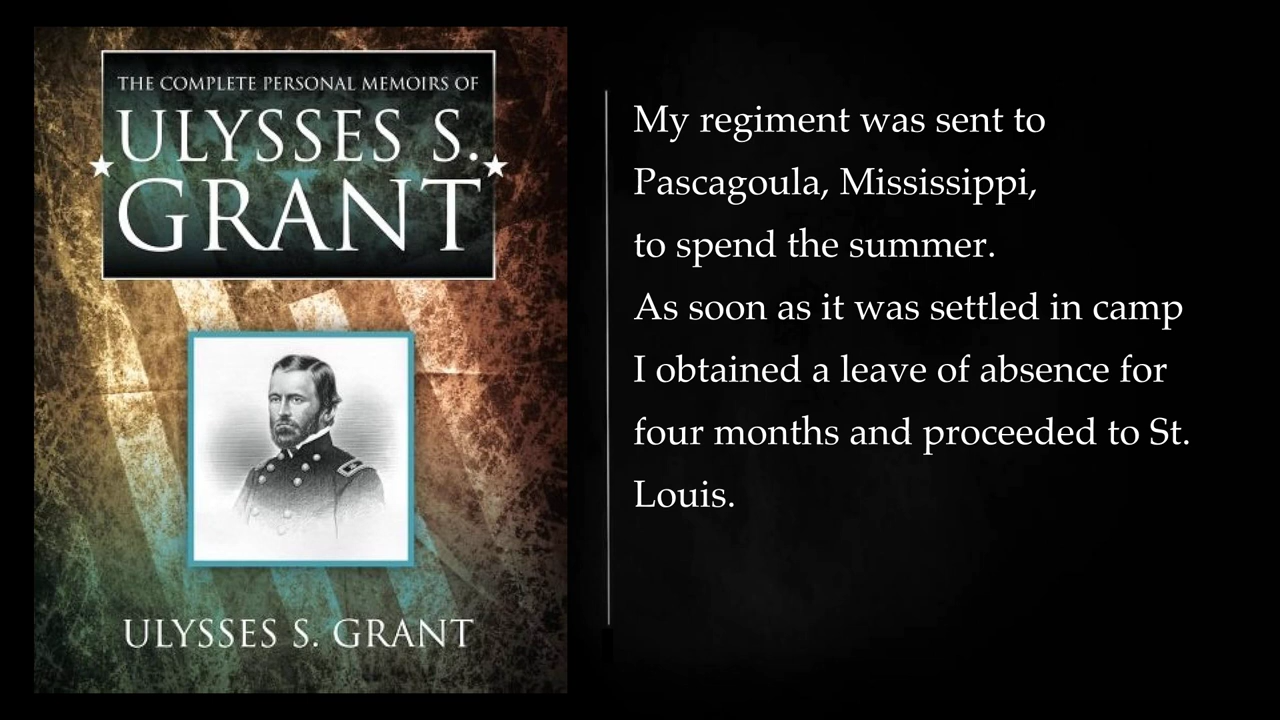 THE COMPLETE PERSONAL MEMOIRS OF
ULYSSES S.
GRANT
ULYSSES S. GRANT
My regiment was sent to
Pascagoula, Mississippi,
to spend the summer.
As soon as it was settled in camp
I obtained a leave of absence for
four months and proceeded to St.
Louis.